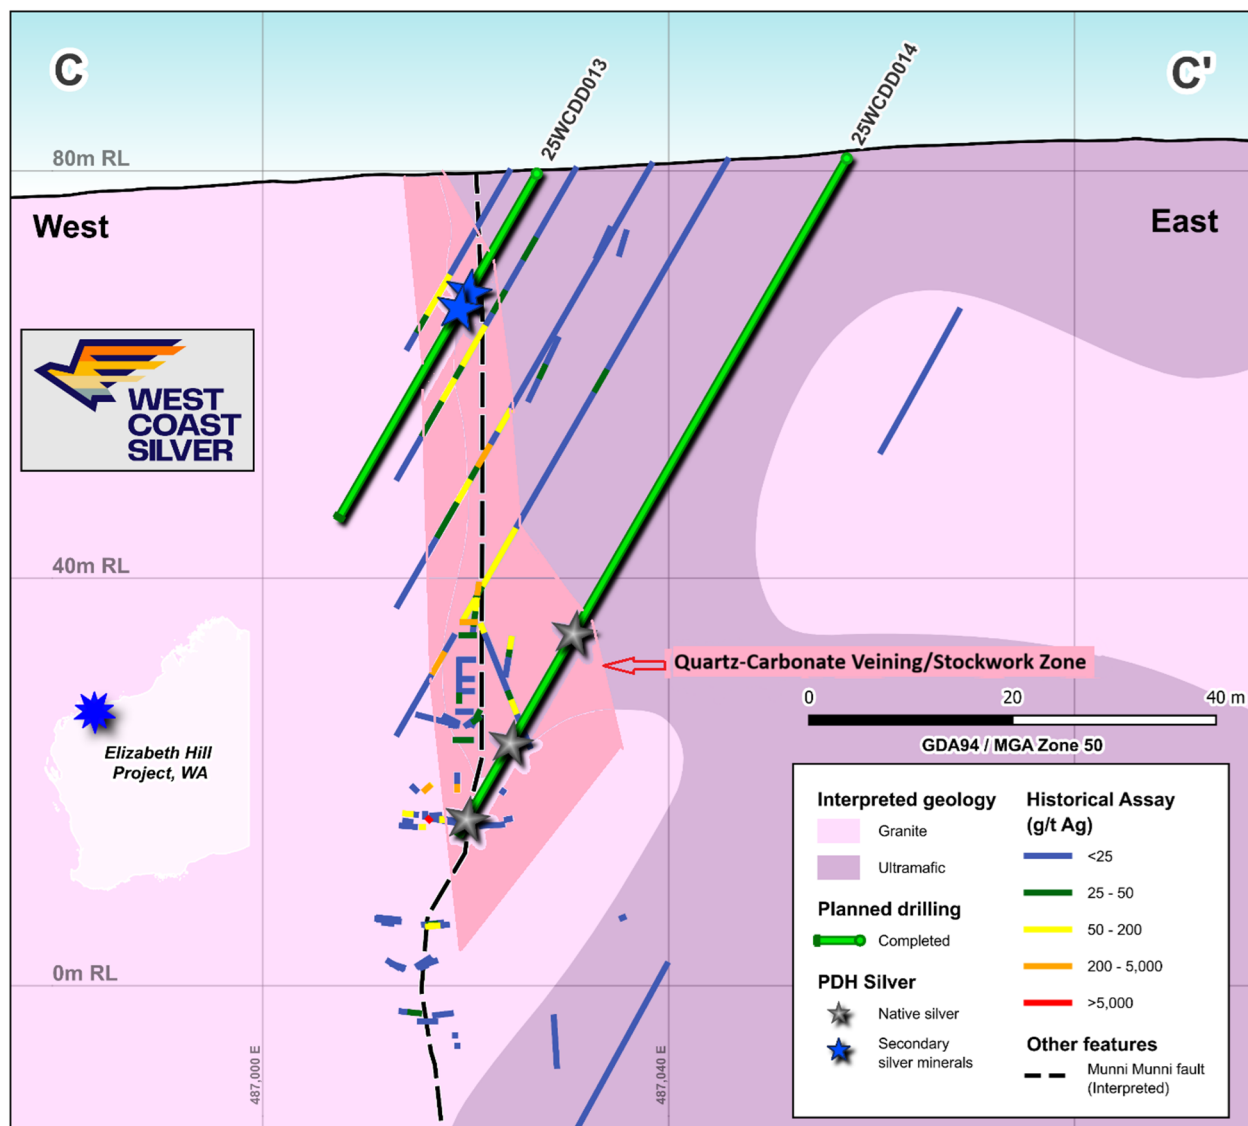 C
25WCDD013
25WCDD014
C'
80m RL
West
East
WEST
COAST
SILVER
40m RL
Quartz-Carbonate Veining/Stockwork Zone
0
20
40 m
GDA94 / MGA Zone 50
Elizabeth Hill
Project, WA
Interpreted geology
Granite
Ultramafic
Planned drilling
Completed
PDH Silver
Native silver
Secondary
silver minerals
Historical Assay
(g/t Ag)
<25
25 - 50
50 - 200
200 - 5,000
>5,000
Other features
Munni Munni fault
(Interpreted)
0m RL
487,000 E
487,040 E